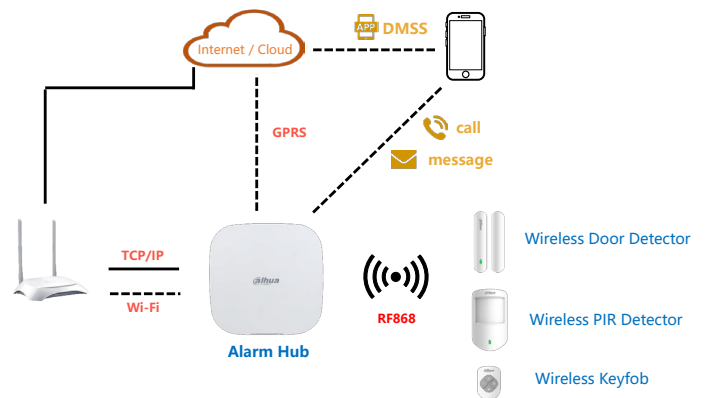 APP DMSS
Internet / Cloud
GPRS
call
message
TCP/IP
Wi-Fi
alhua
Alarm Hub
RF868
Wireless Door Detector
Wireless PIR Detector
Wireless Keyfob